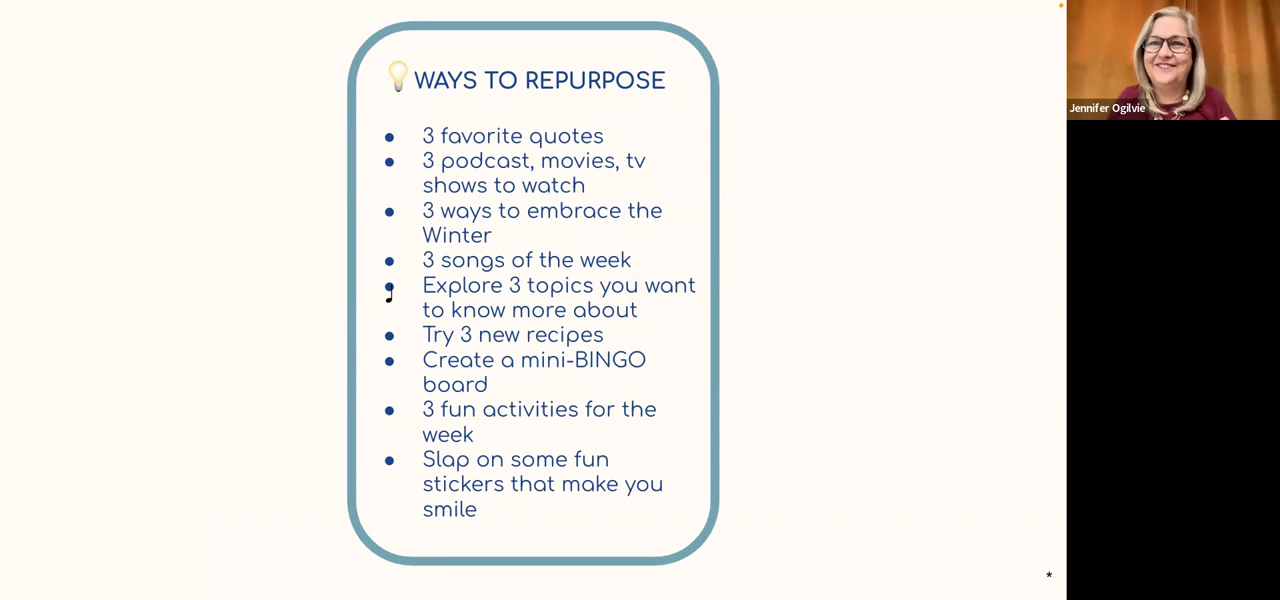 WAYS TO REPURPOSE
● 3 favorite quotes
● 3 podcast, movies, tv
shows to watch
● 3 ways to embrace the
Winter
● 3 songs of the week
● Explore 3 topics you want
to know more about
● Try 3 new recipes
● Create a mini-BINGO
board
● 3 fun activities for the
week
● Slap on some fun
stickers that make you
smile
*
Jennifer Ogilvie